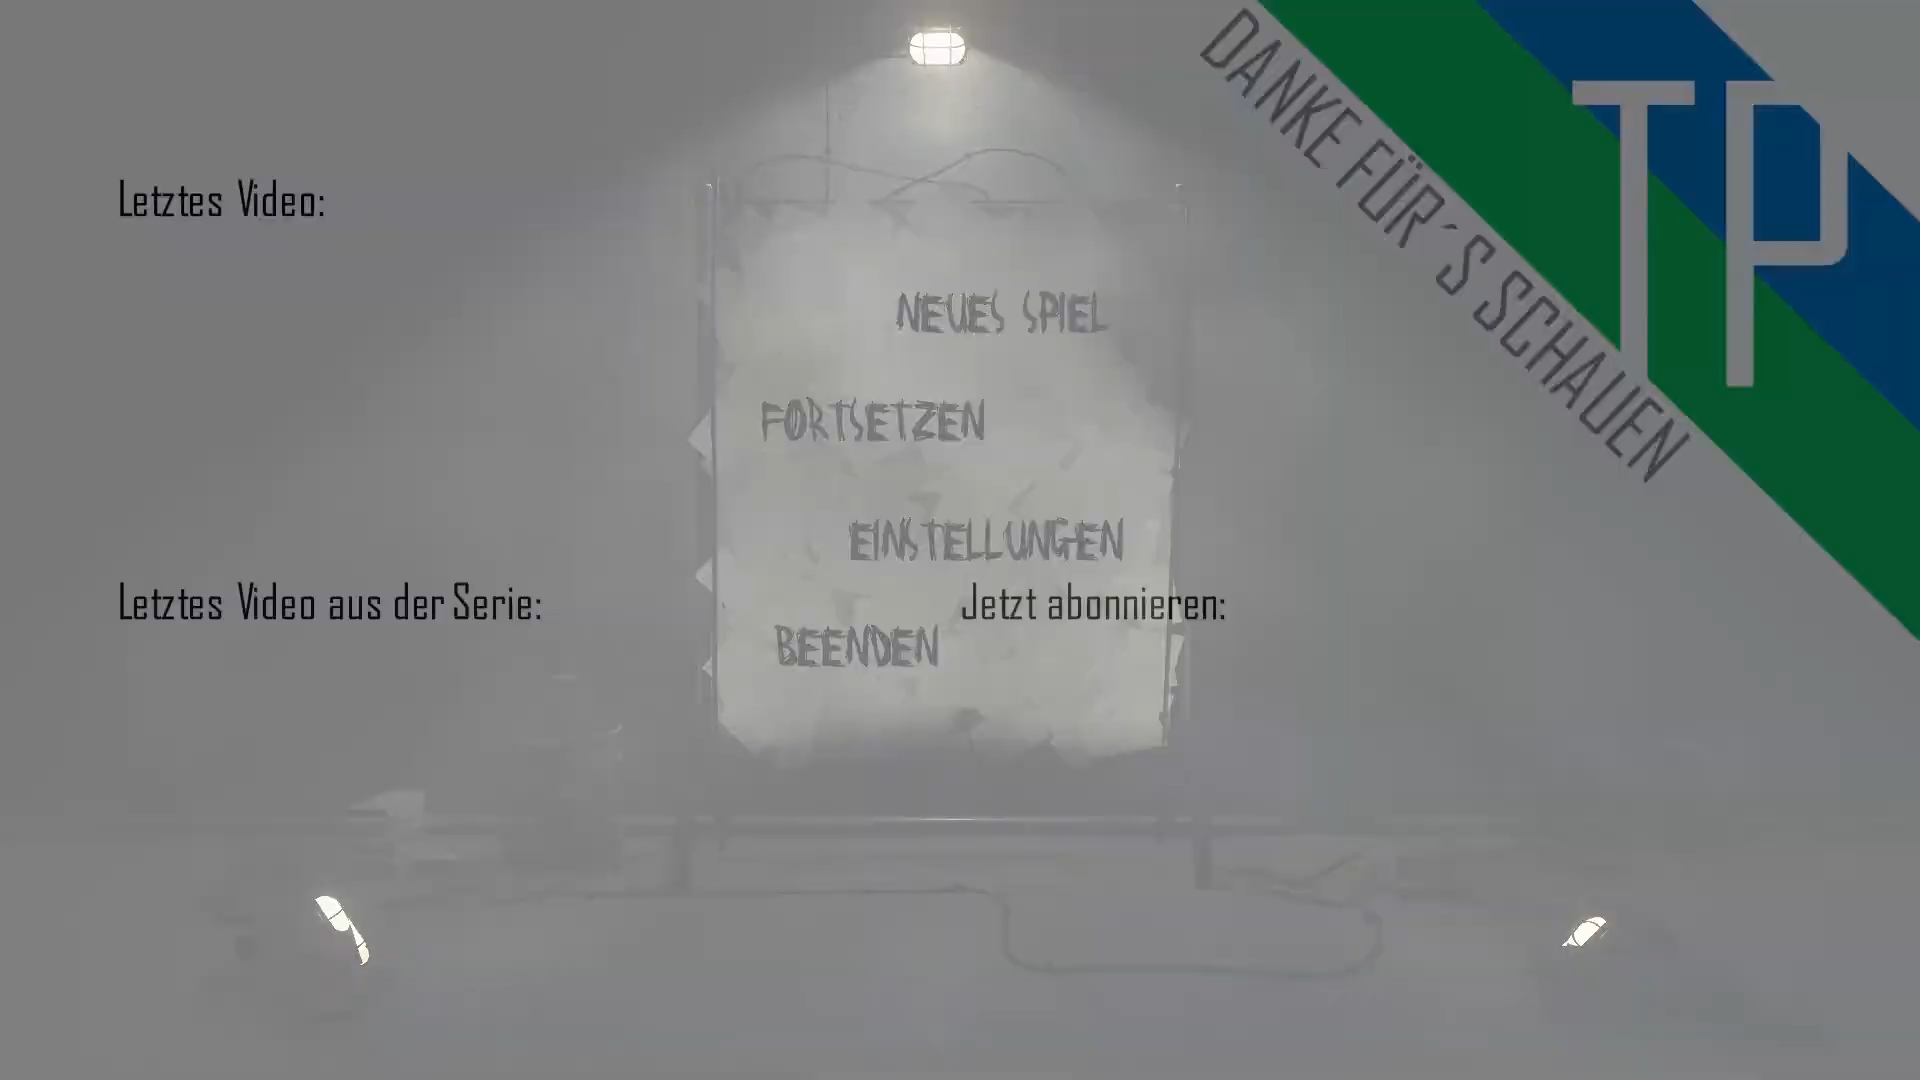 DANKE FÜR´S SCHAUEN
TP
Letztes Video:
NEUES SPIEL
FORTSETZEN
EINSTELLUNGEN
Letztes Video aus der Serie:
Jetzt abonnieren:
BEENDEN